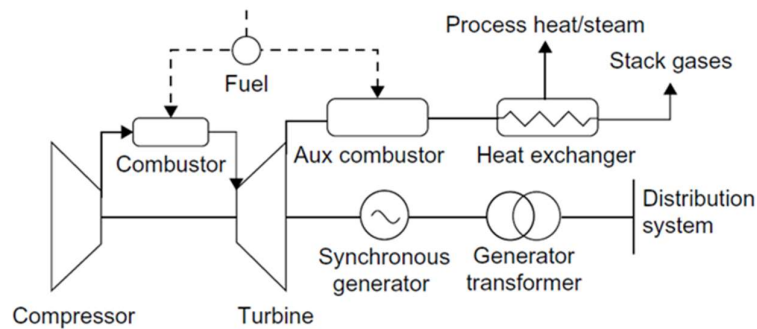 Process heat/steam
Stack gases
Fuel
Combustor
Aux combustor
Heat exchanger
Distribution
system
Synchronous
generator
Generator
transformer
Compressor
Turbine